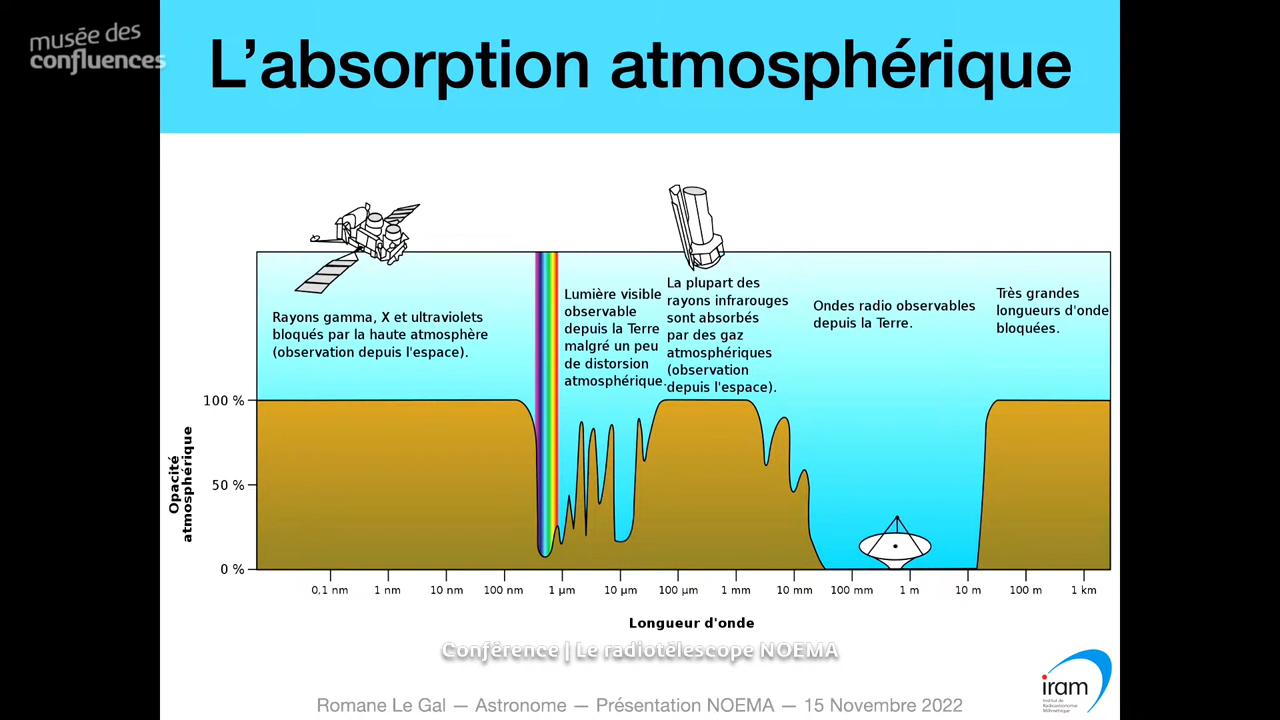 musée des
confluences
L'absorption atmosphérique
Rayons gamma, X et ultraviolets
bloqués par la haute atmosphère
(observation depuis l'espace).
Lumière visible
observable
depuis la Terre
malgré un peu
de distorsion
atmosphérique.
La plupart des
rayons infrarouges
sont absorbés
par des gaz
atmosphériques
(observation
depuis l'espace).
Ondes radio observables
depuis la Terre.
Très grandes
longueurs d'onde
bloquées.
Opacité
atmosphérique
100 %
50 %
0 %
0,1 nm 1 nm 10 nm 100 nm 1 µm 10 µm 100 µm 1 mm 10 mm 100 mm 1 m 10 m 100 m 1 km
Longueur d'onde
Conférence | Le radiotélescope NOEMA
Romane Le Gal — Astronome — Présentation NOEMA — 15 Novembre 2022
iram
Institut de
Radioastronomie
Millimétrique